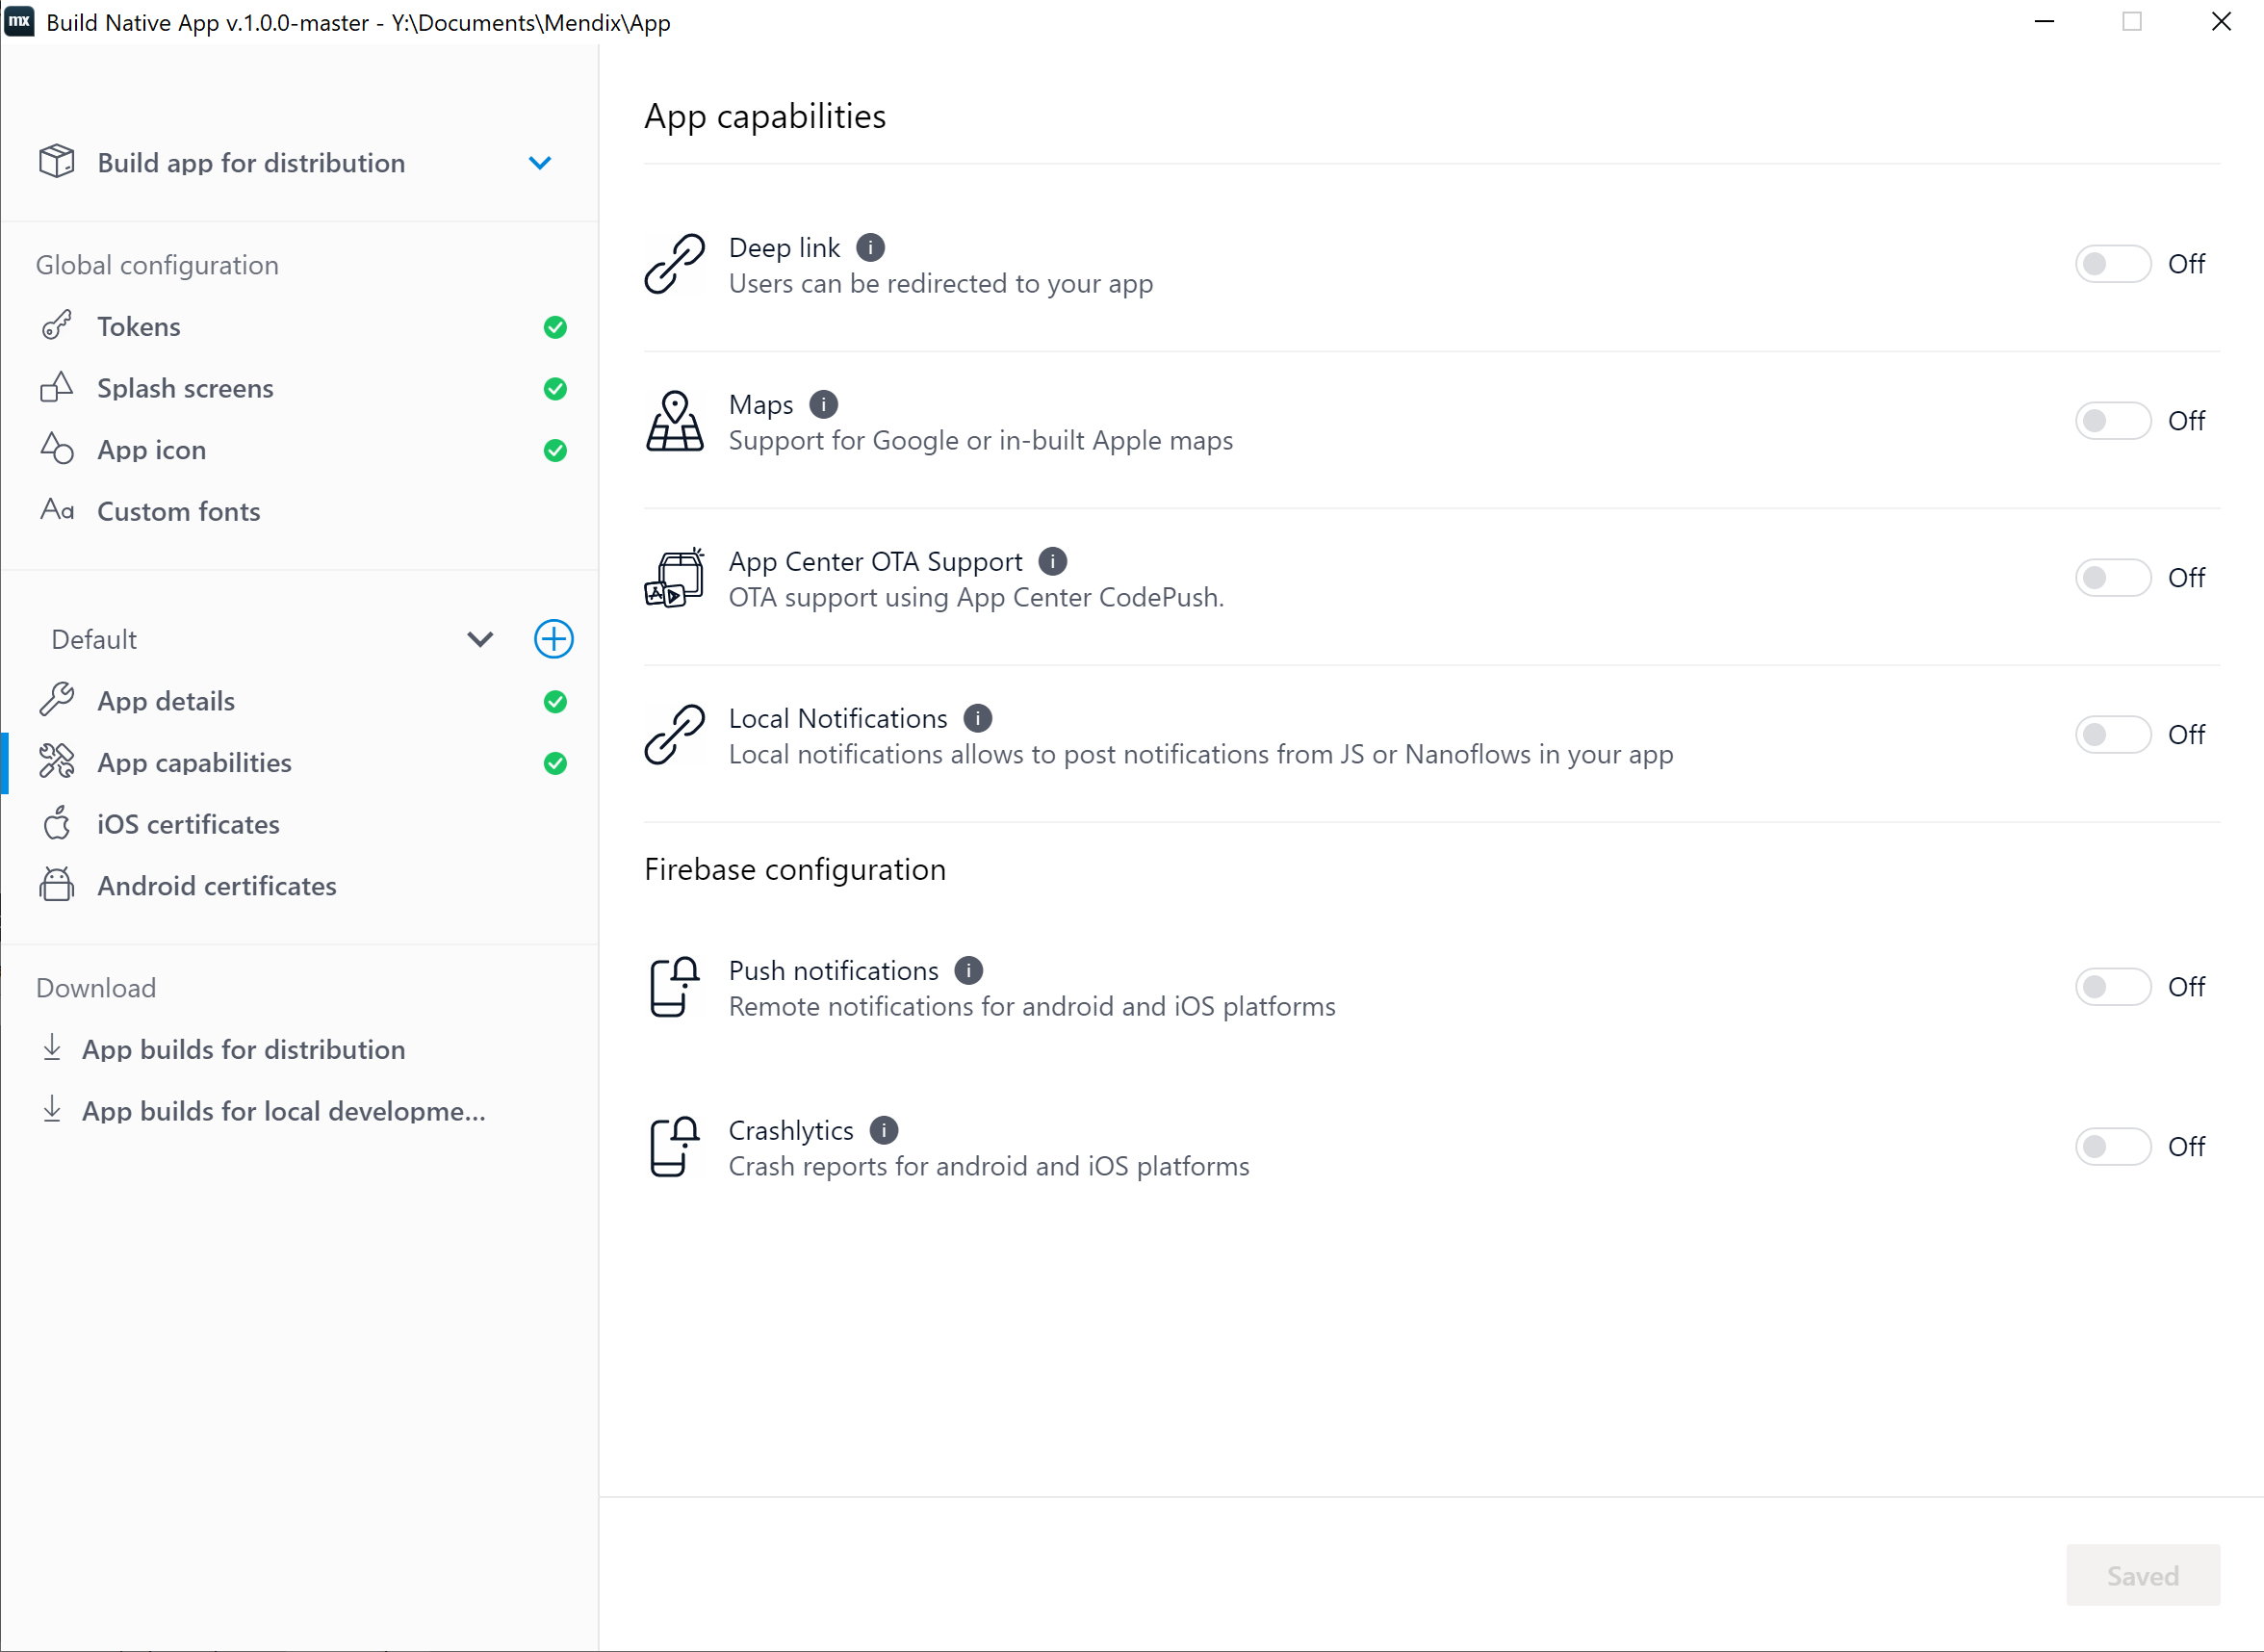 mx Build Native App v.1.0.0-master - Y:\Documents\Mendix\App
Build app for distribution
Global configuration
Tokens
Splash screens
App icon
Aa Custom fonts
Default
App details
App capabilities
iOS certificates
Android certificates
Download
App builds for distribution
App builds for local developme...
App capabilities
Deep link i
Users can be redirected to your app
Off
Maps i
Support for Google or in-built Apple maps
Off
App Center OTA Support i
OTA support using App Center CodePush.
Off
Local Notifications i
Local notifications allows to post notifications from JS or Nanoflows in your app
Off
Firebase configuration
Push notifications i
Remote notifications for android and iOS platforms
Off
Crashlytics i
Crash reports for android and iOS platforms
Off
Saved